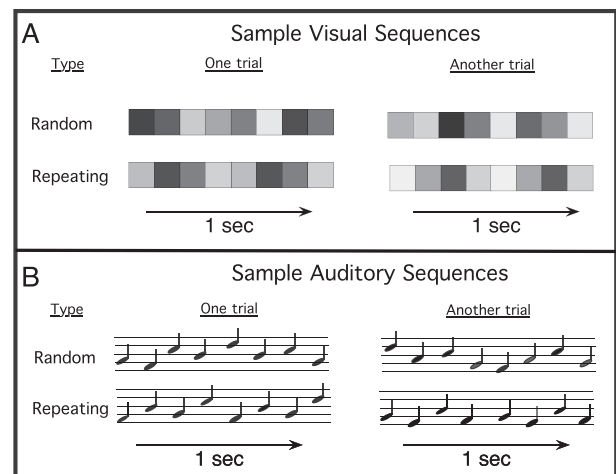 A
Sample Visual Sequences
Type One trial Another trial
Random
Repeating
1 sec 1 sec
B
Sample Auditory Sequences
Type One trial Another trial
Random
Repeating
1 sec 1 sec